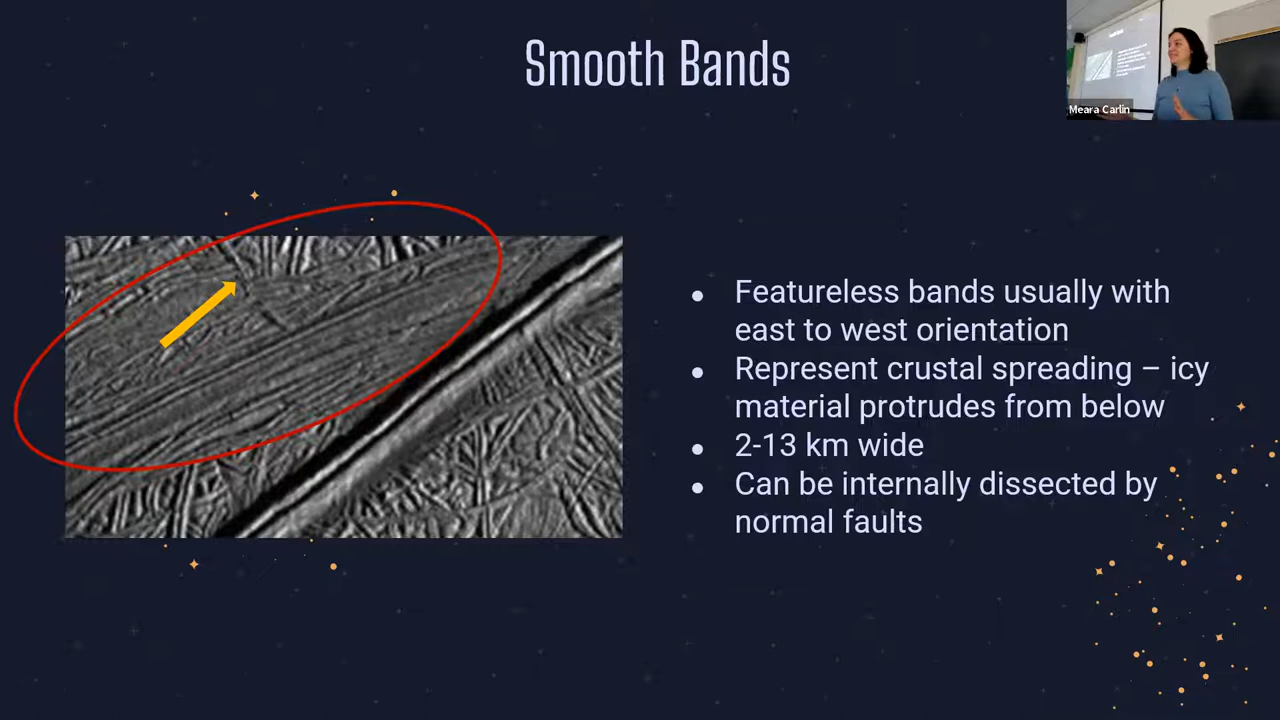 Smooth Bands
Meara Carlin
● Featureless bands usually with
east to west orientation
● Represent crustal spreading – icy
material protrudes from below
● 2-13 km wide
● Can be internally dissected by
normal faults